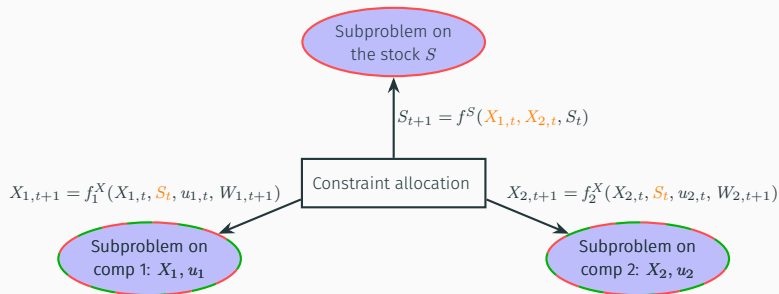 Subproblem on
the stock S
S_{t+1} = f^S(X_{1,t}, X_{2,t}, S_t)
Constraint allocation
X_{1,t+1} = f_1^X(X_{1,t}, S_t, u_{1,t}, W_{1,t+1})
X_{2,t+1} = f_2^X(X_{2,t}, S_t, u_{2,t}, W_{2,t+1})
Subproblem on
comp 1: X_1, u_1
Subproblem on
comp 2: X_2, u_2